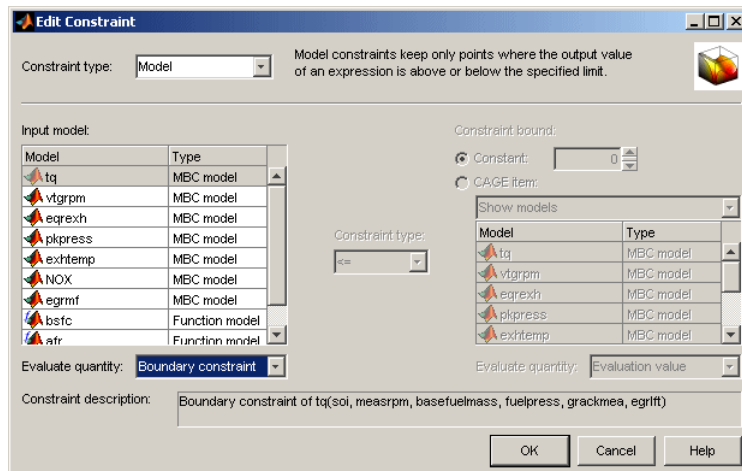 Edit Constraint
Constraint type: Model
Model constraints keep only points where the output value
of an expression is above or below the specified limit.
Input model:
Model Type
tq MBC model
vtgrpm MBC model
eqrexh MBC model
pkpress MBC model
exhtemp MBC model
NOX MBC model
egrmf MBC model
bsfc Function model
afr Function model
Evaluate quantity: Boundary constraint
Constraint type:
<=
Constraint bound:
Constant: 0
CAGE item:
Show models
Model Type
tq MBC model
vtgrpm MBC model
eqrexh MBC model
pkpress MBC model
exhtemp MBC model
Evaluate quantity: Evaluation value
Constraint description: Boundary constraint of tq(soi, measrpm, basefuelmass, fuelpress, grackmea, egrlft)
OK Cancel Help